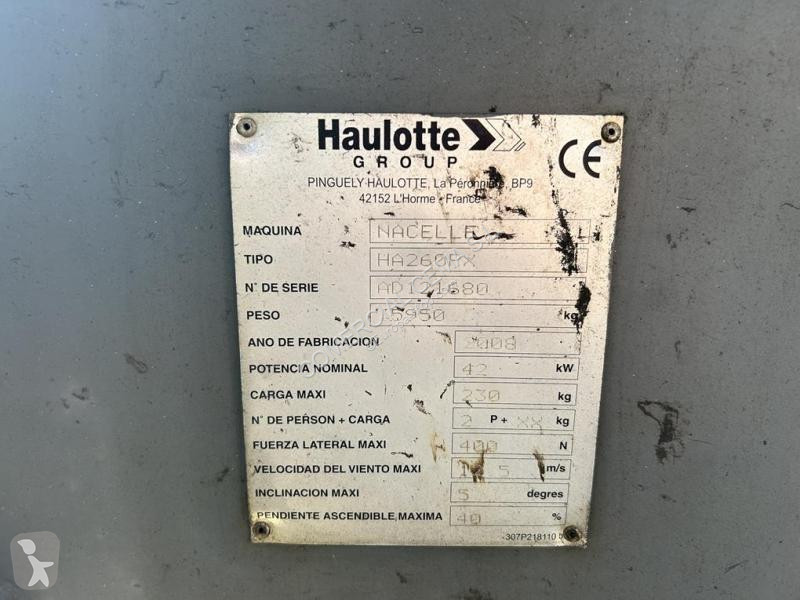 Haulotte
GROUP
CE
PINGUELY-HAULOTTE, La Péronnière, BP9
42152 L'Horme - France
MAQUINA NACELLE
TIPO HA260PX
N° DE SERIE AD121680
PESO 15950 kg
ANO DE FABRICACION 2008
POTENCIA NOMINAL 42 kW
CARGA MAXI 230 kg
N° DE PERSON + CARGA 2 P + XX kg
FUERZA LATERAL MAXI 400 N
VELOCIDAD DEL VIENTO MAXI m/s
INCLINACION MAXI 5 degres
PENDIENTE ASCENDIBLE, MAXIMA 40 %
307P218110